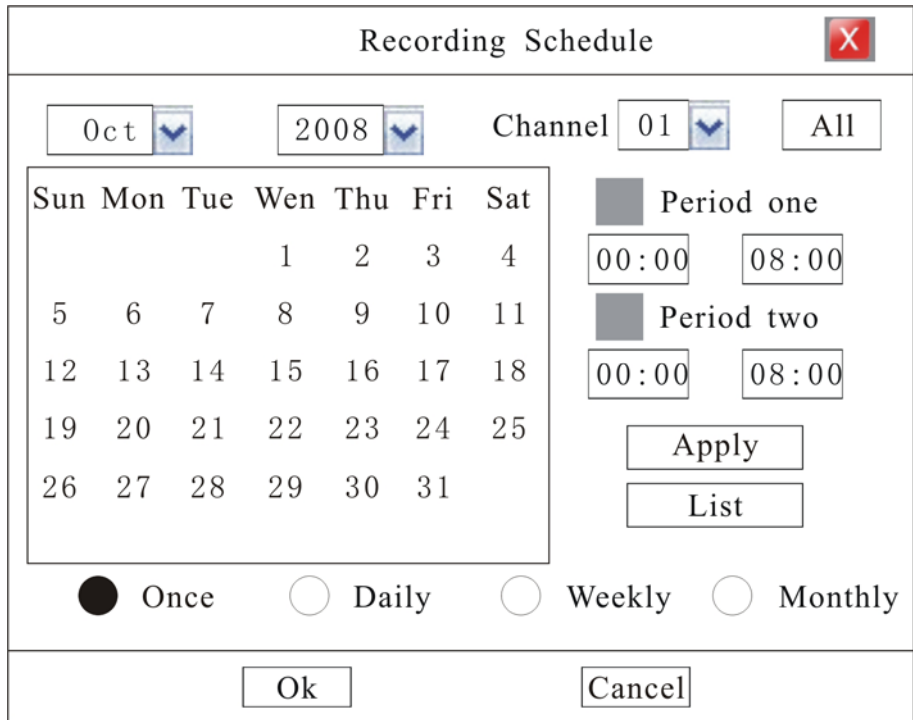 Recording Schedule X
Oct 2008 Channel 01 All
Sun Mon Tue Wen Thu Fri Sat
1 2 3 4
5 6 7 8 9 10 11
12 13 14 15 16 17 18
19 20 21 22 23 24 25
26 27 28 29 30 31
Period one
00:00 08:00
Period two
00:00 08:00
Apply
List
Once Daily Weekly Monthly
Ok Cancel